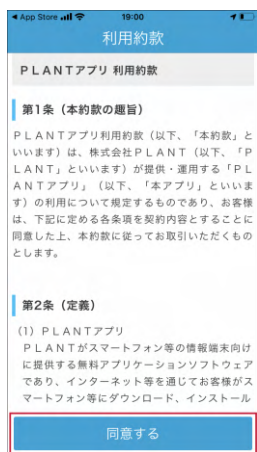 App Store 19:00
利用約款
PLANTアプリ 利用約款
第1条（本約款の趣旨）
PLANTアプリ利用約款（以下、「本約款」と
いいます）は、株式会社PLANT（以下、「P
LANT」といいます）が提供・運用する「PL
ANTアプリ」（以下、「本アプリ」といいま
す）の利用について規定するものであり、お客様
は、下記に定める各条項を契約内容とすることに
同意した上、本約款に従ってお取引いただくもの
とします。
第2条（定義）
(1) PLANTアプリ
PLANTがスマートフォン等の情報端末向け
に提供する無料アプリケーションソフトウェア
であり、インターネット等を通じてお客様がス
マートフォン等にダウンロード、インストール
同意する